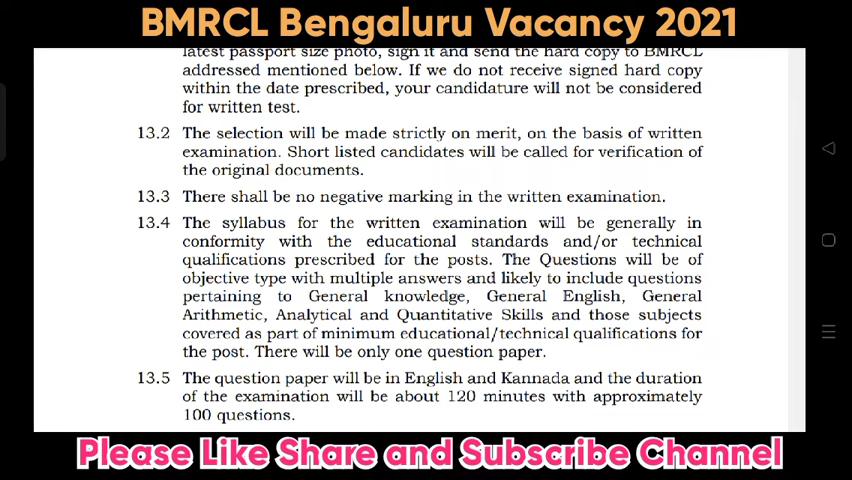 BMRCL Bengaluru Vacancy 2021
latest passport size photo, sign it and send the hard copy to BMRCL
addressed mentioned below. If we do not receive signed hard copy
within the date prescribed, your candidature will not be considered
for written test.
13.2 The selection will be made strictly on merit, on the basis of written
examination. Short listed candidates will be called for verification of
the original documents.
13.3 There shall be no negative marking in the written examination.
13.4 The syllabus for the written examination will be generally in
conformity with the educational standards and/or technical
qualifications prescribed for the posts. The Questions will be of
objective type with multiple answers and likely to include questions
pertaining to General knowledge, General English, General
Arithmetic, Analytical and Quantitative Skills and those subjects
covered as part of minimum educational/technical qualifications for
the post. There will be only one question paper.
13.5 The question paper will be in English and Kannada and the duration
of the examination will be about 120 minutes with approximately
100 questions.
Please Like Share and Subscribe Channel